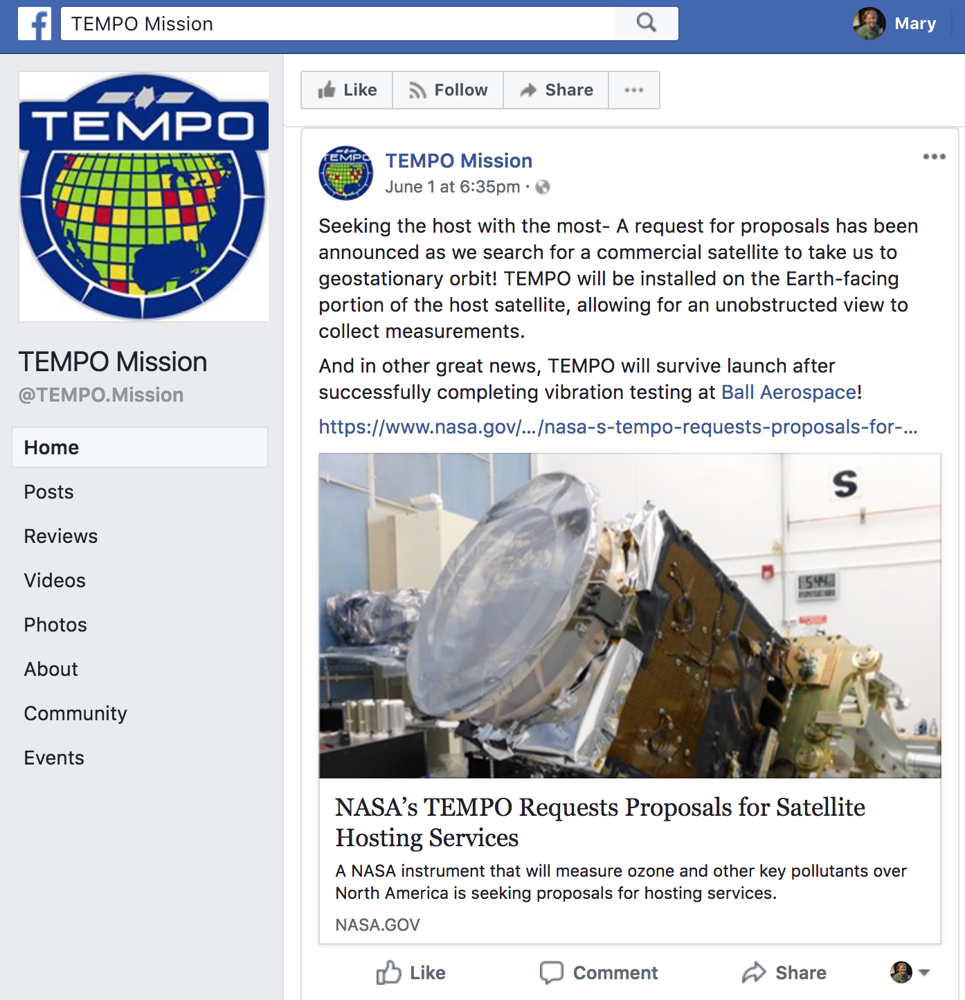 TEMPO Mission
Mary
TEMPO
TEMPO Mission
@TEMPO.Mission
Home
Posts
Reviews
Videos
Photos
About
Community
Events
Like
Follow
Share
TEMPO
TEMPO Mission
June 1 at 6:35pm ·
Seeking the host with the most- A request for proposals has been
announced as we search for a commercial satellite to take us to
geostationary orbit! TEMPO will be installed on the Earth-facing
portion of the host satellite, allowing for an unobstructed view to
collect measurements.
And in other great news, TEMPO will survive launch after
successfully completing vibration testing at Ball Aerospace!
https://www.nasa.gov/.../nasa-s-tempo-requests-proposals-for-...
S
NASA’s TEMPO Requests Proposals for Satellite
Hosting Services
A NASA instrument that will measure ozone and other key pollutants over
North America is seeking proposals for hosting services.
NASA.GOV
Like
Comment
Share